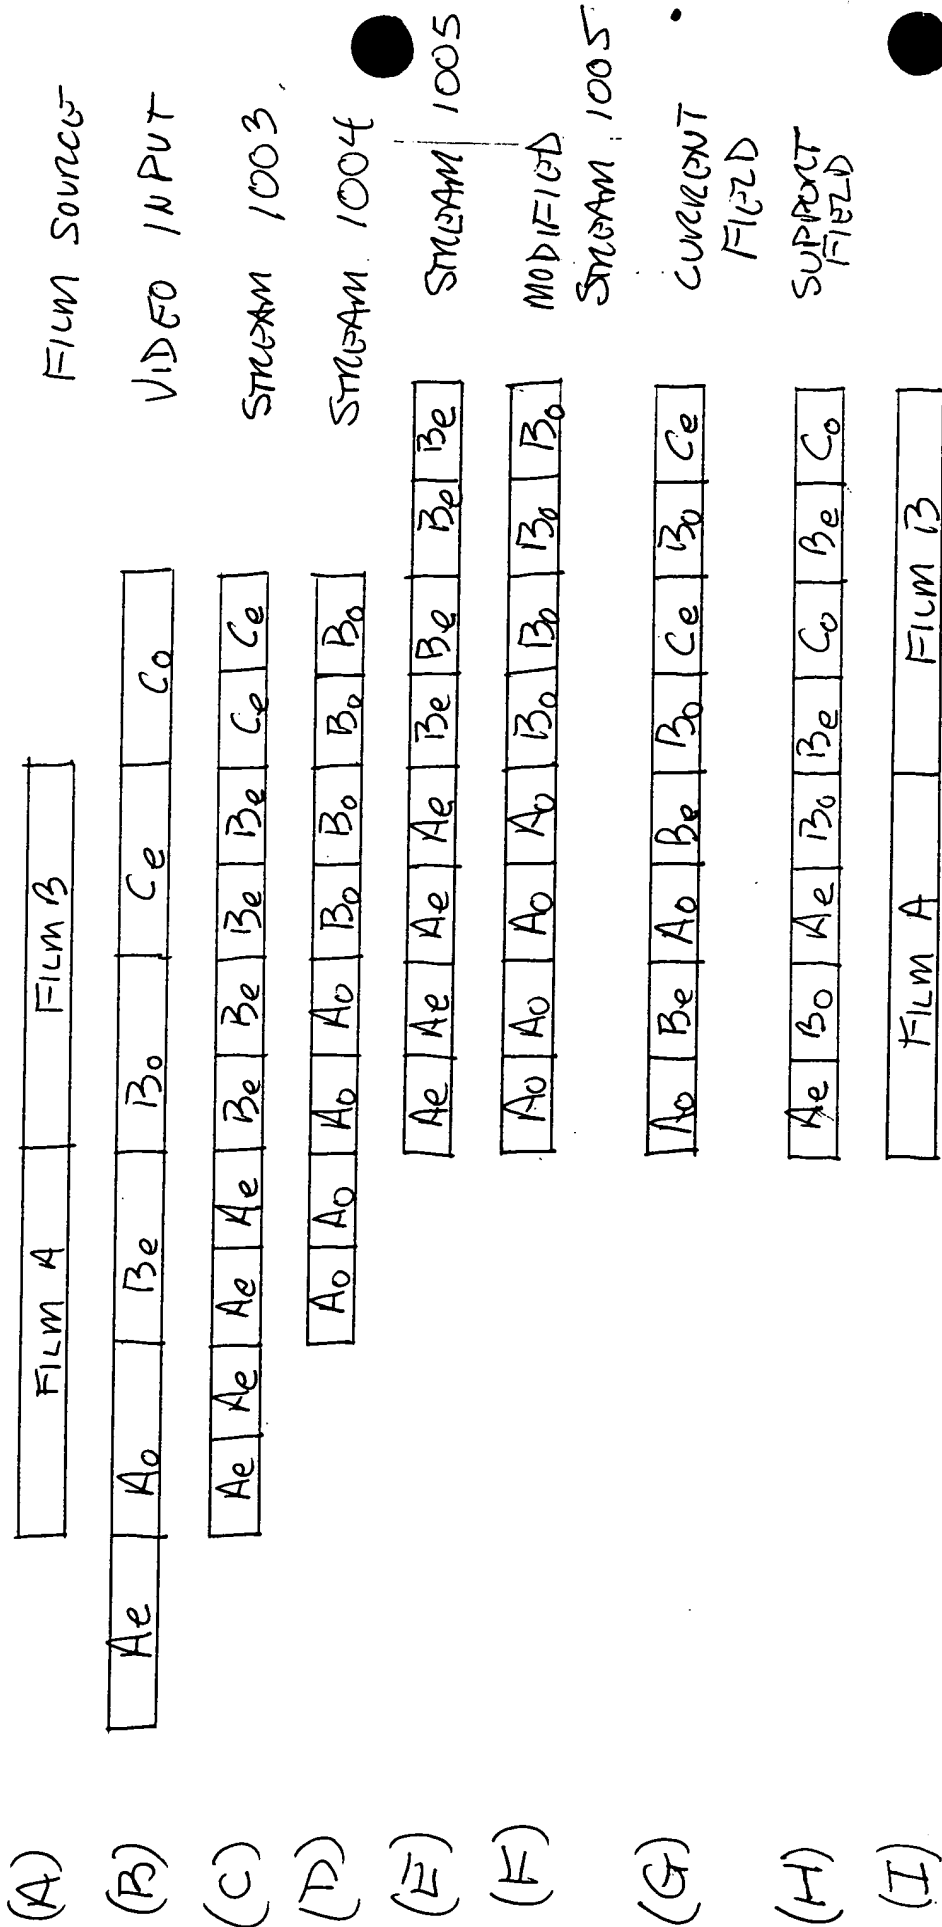 (A) FILM A FILM B FILM SOURCE
(B) Ae Ao Be Bo Ce Co VIDEO INPUT
(C) Ae Ae Ae Ae Be Be Be Be Ce Ce STREAM 1003.
(D) Ao Ao Ao Ao Bo Bo Bo Bo STREAM 1004
(E) Ae Ae Ae Ae Be Be Be Be STREAM 1005
(F) Ao Ao Ao Ao Bo Bo Bo Bo MODIFIED
STREAM 1005
(G) Ao Be Ao Be Bo Ce Bo Ce CURRENT
FIELD
(H) Ae Bo Ae Bo Be Co Be Co SUPPORT
FIELD
(I) FILM A FILM B